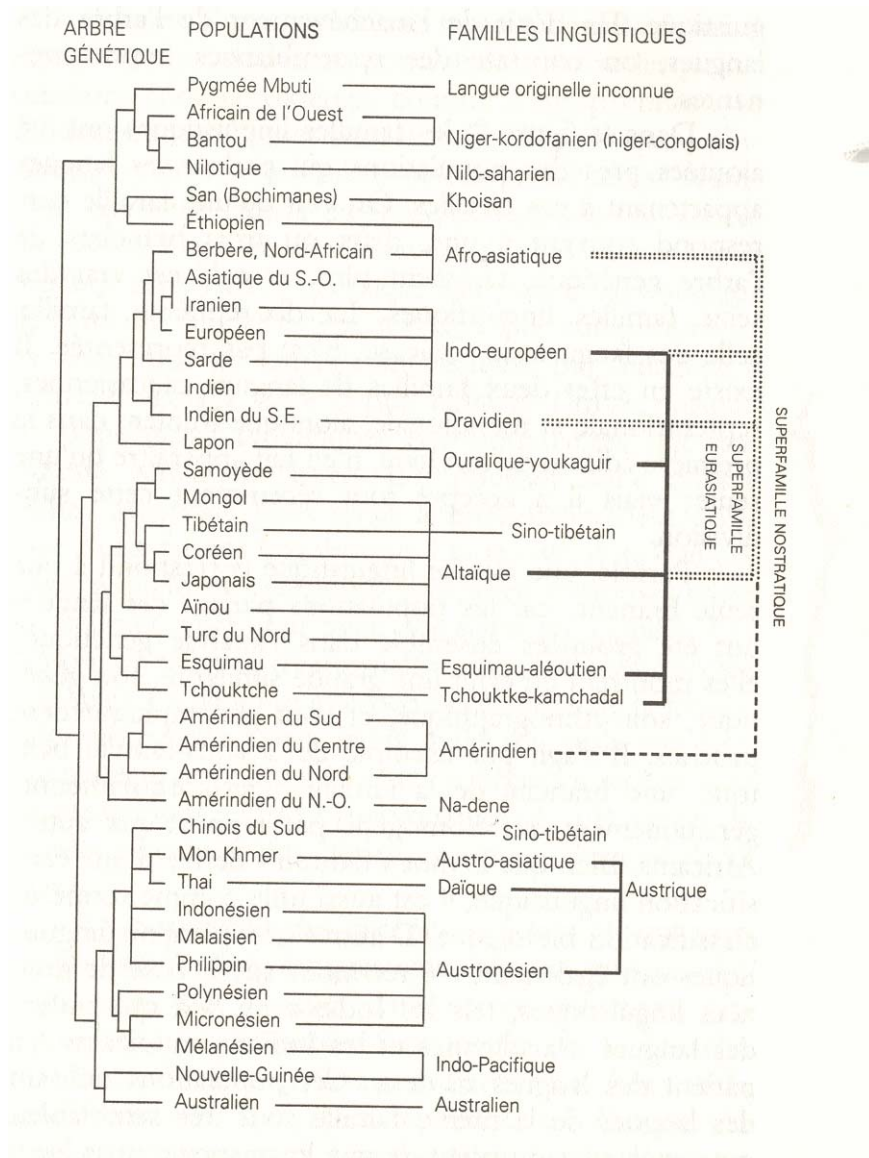 ARBRE GÉNÉTIQUE POPULATIONS FAMILLES LINGUISTIQUES
Pygmée Mbuti Langue originelle inconnue
Africain de l'Ouest
Bantou Niger-kordofanien (niger-congolais)
Nilotique Nilo-saharien
San (Bochimanes) Khoisan
Éthiopien
Berbère, Nord-Africain Afro-asiatique
Asiatique du S.-O.
Iranien
Européen Indo-européen
Sarde
Indien
Indien du S.E. Dravidien
Lapon Ouralique-youkaguir
Samoyède
Mongol
Tibétain Sino-tibétain
Coréen
Japonais Altaïque
Aïnou
Turc du Nord
Esquimau Esquimau-aléoutien
Tchouktche Tchouktke-kamchadal
Amérindien du Sud
Amérindien du Centre Amérindien
Amérindien du Nord
Amérindien du N.-O. Na-dene
Chinois du Sud Sino-tibétain
Mon Khmer Austro-asiatique
Thai Daïque Austrique
Indonésien
Malaisien
Philippin Austronésien
Polynésien
Micronésien
Mélanésien
Nouvelle-Guinée Indo-Pacifique
Australien Australien
SUPERFAMILLE EURASIATIQUE
SUPERFAMILLE NOSTRATIQUE